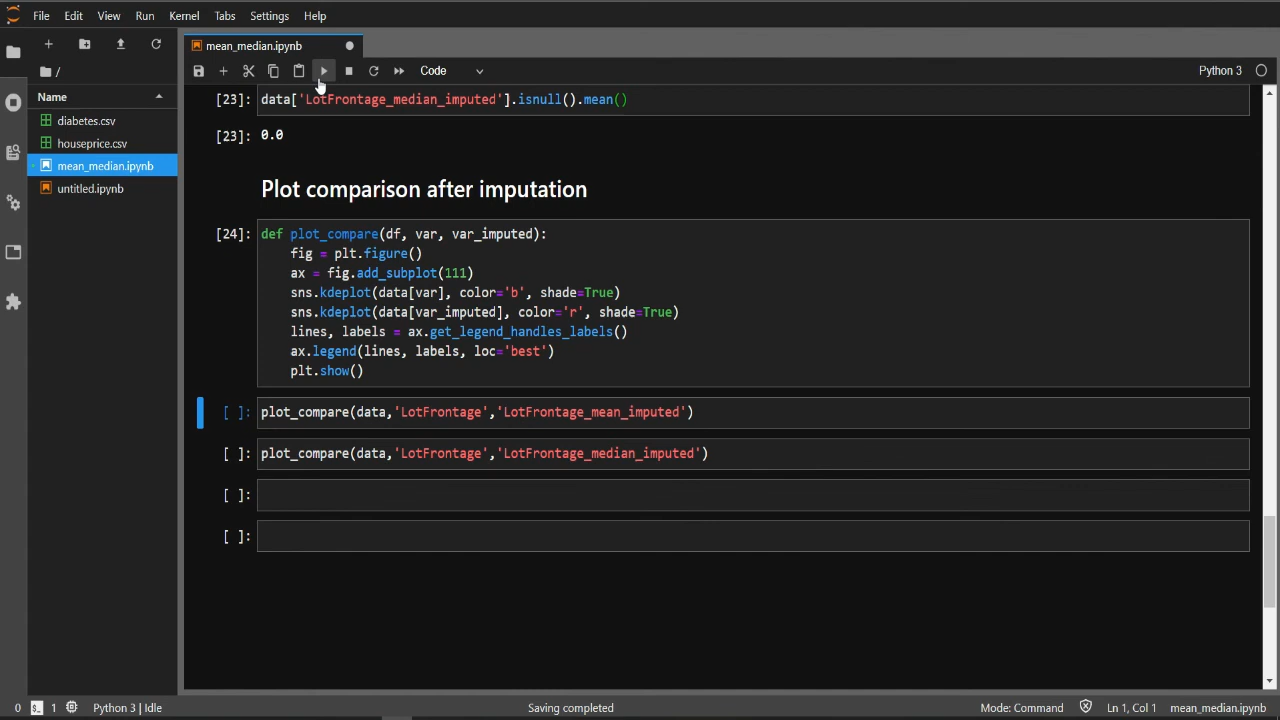 File Edit View Run Kernel Tabs Settings Help
mean_median.ipynb
Code
Python 3
/
Name
diabetes.csv
houseprice.csv
mean_median.ipynb
untitled.ipynb
[23]: data['LotFrontage_median_imputed'].isnull().mean()
[23]: 0.0
Plot comparison after imputation
[24]: def plot_compare(df, var, var_imputed):
fig = plt.figure()
ax = fig.add_subplot(111)
sns.kdeplot(data[var], color='b', shade=True)
sns.kdeplot(data[var_imputed], color='r', shade=True)
lines, labels = ax.get_legend_handles_labels()
ax.legend(lines, labels, loc='best')
plt.show()
[ ]: plot_compare(data,'LotFrontage','LotFrontage_mean_imputed')
[ ]: plot_compare(data,'LotFrontage','LotFrontage_median_imputed')
[ ]:
[ ]:
0 1 Python 3 | Idle Saving completed Mode: Command Ln 1, Col 1 mean_median.ipynb